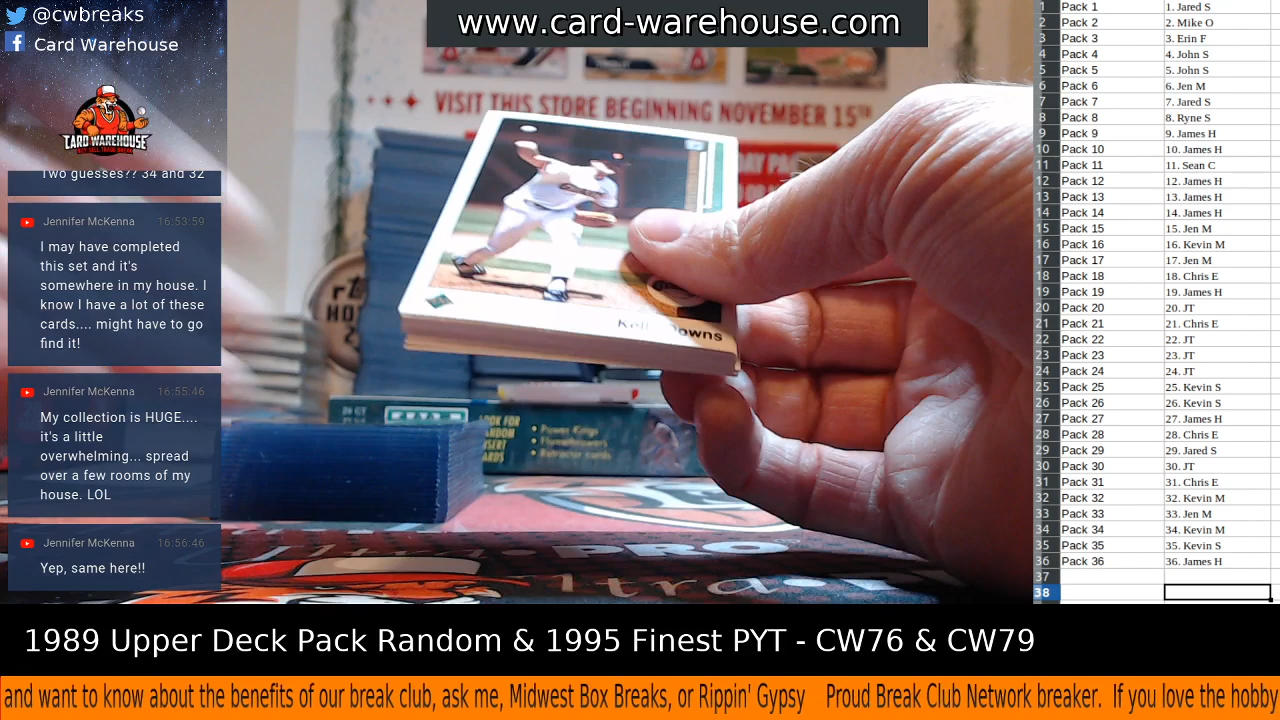 @cwbreaks
Card Warehouse
CARD WAREHOUSE
Two guesses?? 34 and 32
Jennifer McKenna 16:53:59
I may have completed
this set and it's
somewhere in my house. I
know I have a lot of these
cards.... might have to go
find it!
Jennifer McKenna 16:55:46
My collection is HUGE....
it's a little
overwhelming... spread
over a few rooms of my
house. LOL
Jennifer McKenna 16:56:46
Yep, same here!!
www.card-warehouse.com
VISIT THIS STORE BEGINNING NOVEMBER 15TH
Downs
• Power Kings
• Flamethrowers
• Refractor cards
PRO
1 Pack 1 1. Jared S
2 Pack 2 2. Mike O
3 Pack 3 3. Erin F
4 Pack 4 4. John S
5 Pack 5 5. John S
6 Pack 6 6. Jen M
7 Pack 7 7. Jared S
8 Pack 8 8. Ryne S
9 Pack 9 9. James H
10 Pack 10 10. James H
11 Pack 11 11. Sean C
12 Pack 12 12. James H
13 Pack 13 13. James H
14 Pack 14 14. James H
15 Pack 15 15. Jen M
16 Pack 16 16. Kevin M
17 Pack 17 17. Jen M
18 Pack 18 18. Chris E
19 Pack 19 19. James H
20 Pack 20 20. JT
21 Pack 21 21. Chris E
22 Pack 22 22. JT
23 Pack 23 23. JT
24 Pack 24 24. JT
25 Pack 25 25. Kevin S
26 Pack 26 26. Kevin S
27 Pack 27 27. James H
28 Pack 28 28. Chris E
29 Pack 29 29. Jared S
30 Pack 30 30. JT
31 Pack 31 31. Chris E
32 Pack 32 32. Kevin M
33 Pack 33 33. Jen M
34 Pack 34 34. Kevin M
35 Pack 35 35. Kevin S
36 Pack 36 36. James H
37
38
1989 Upper Deck Pack Random & 1995 Finest PYT - CW76 & CW79
and want to know about the benefits of our break club, ask me, Midwest Box Breaks, or Rippin' Gypsy Proud Break Club Network breaker. If you love the hobby